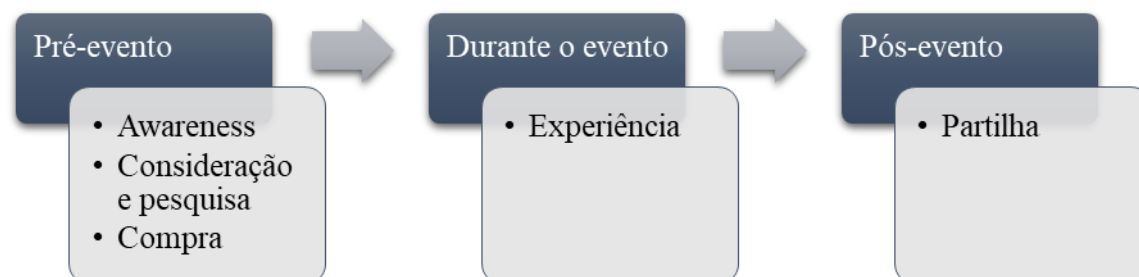 Pré-evento
• Awareness
• Consideração
e pesquisa
• Compra
Durante o evento
• Experiência
Pós-evento
• Partilha